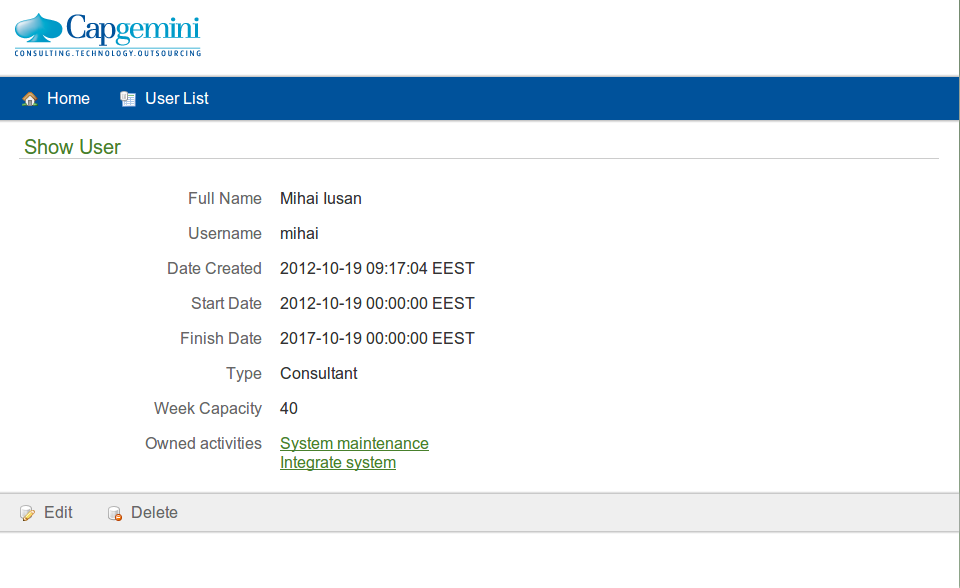 Capgemini
CONSULTING.TECHNOLOGY.OUTSOURCING
Home User List
Show User
Full Name Mihai Iusan
Username mihai
Date Created 2012-10-19 09:17:04 EEST
Start Date 2012-10-19 00:00:00 EEST
Finish Date 2017-10-19 00:00:00 EEST
Type Consultant
Week Capacity 40
Owned activities System maintenance
Integrate system
Edit Delete